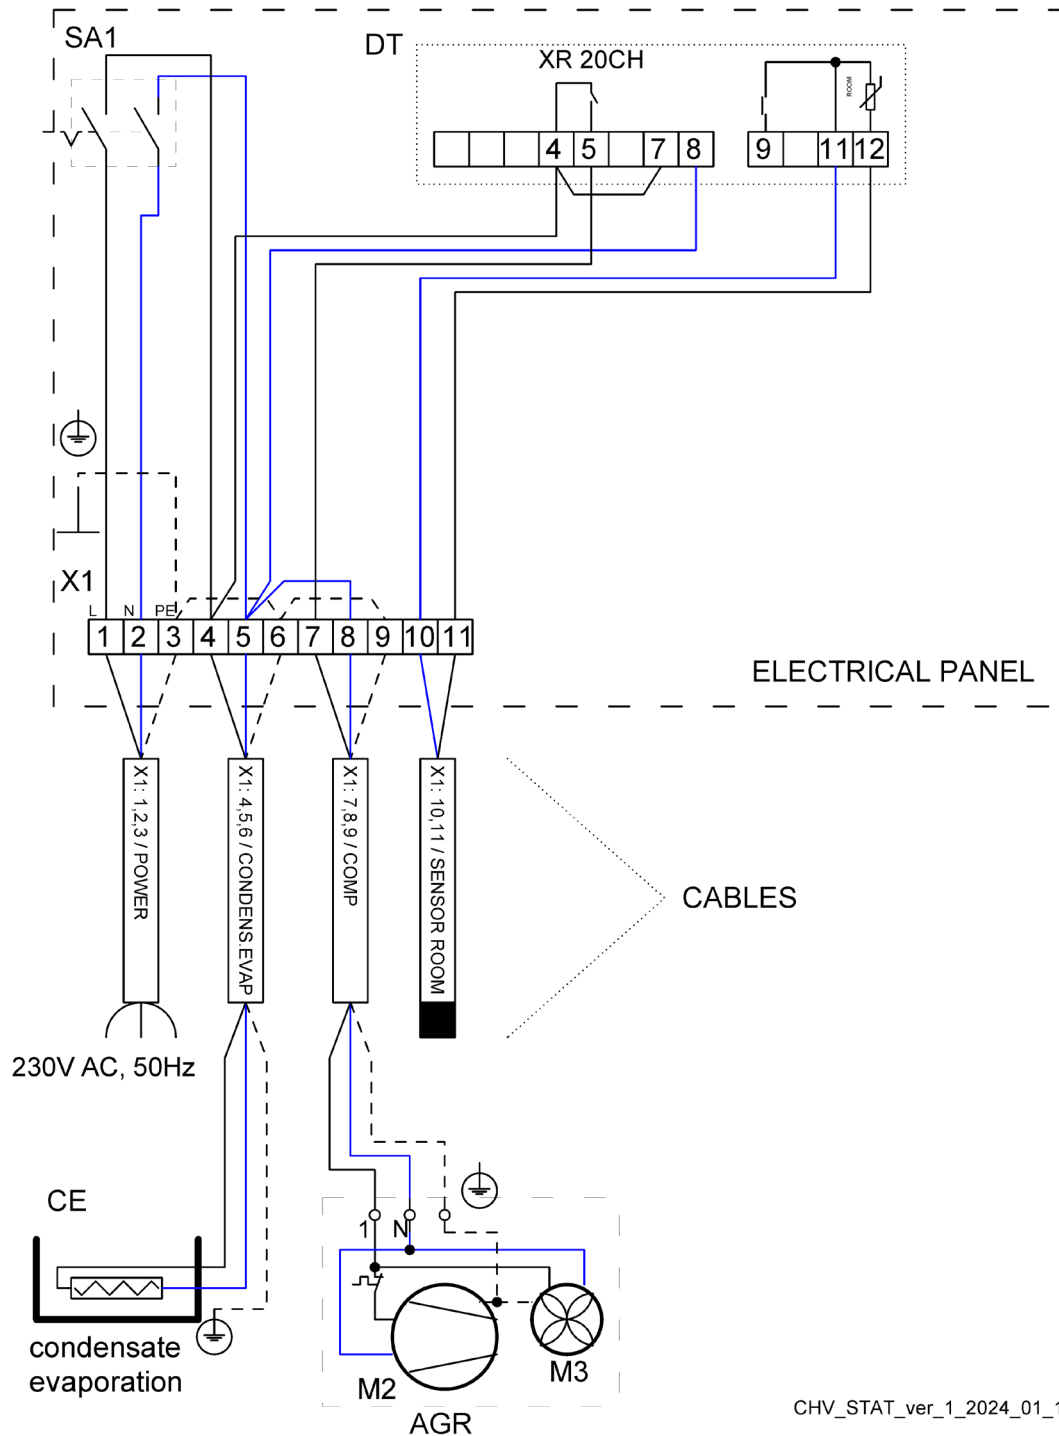 SA1
DT
XR 20CH
ROOM
4 5 7 8
9 11 12
X1
L N PE
1 2 3 4 5 6 7 8 9 10 11
ELECTRICAL PANEL
X1: 1,2,3 / POWER
X1: 4,5,6 / CONDENS.EVAP
X1: 7,8,9 / COMP
X1: 10,11 / SENSOR ROOM
CABLES
230V AC, 50Hz
CE
1 N
condensate
evaporation
M2
M3
AGR
CHV_STAT_ver_1_2024_01_1